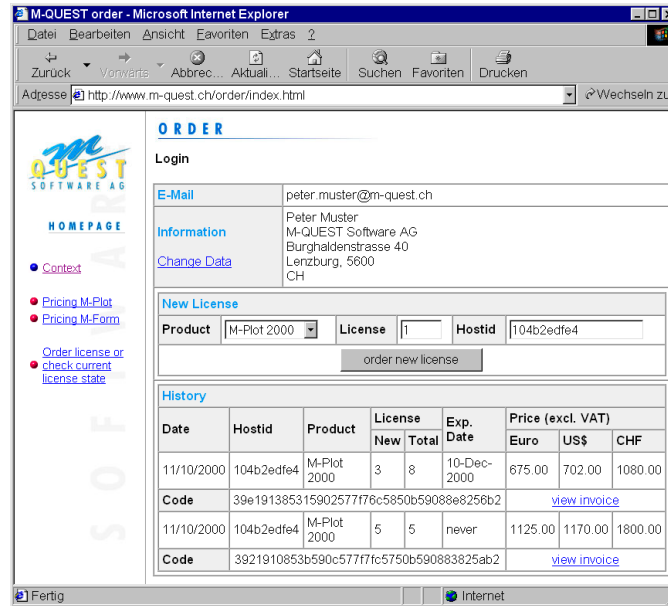 M-QUEST order - Microsoft Internet Explorer
Datei Bearbeiten Ansicht Favoriten Extras ?
Zurück Vorwärts Abbrec... Aktuali... Startseite Suchen Favoriten Drucken
Adresse http://www.m-quest.ch/order/index.html Wechseln zu
m
QUEST
SOFTWARE AG
HOMEPAGE
Context
Pricing M-Plot
Pricing M-Form
Order license or
check current
license state
ORDER
Login
E-Mail peter.muster@m-quest.ch
Information
Change Data
Peter Muster
M-QUEST Software AG
Burghaldenstrasse 40
Lenzburg, 5600
CH
New License
Product M-Plot 2000 License 1 Hostid 104b2edfe4
order new license
History
Date Hostid Product License Exp. Date Price (excl. VAT)
New Total Euro US$ CHF
11/10/2000 104b2edfe4 M-Plot 2000 3 8 10-Dec-2000 675.00 702.00 1080.00
Code 39e191385315902577f76c5850b59088e8256b2 view invoice
11/10/2000 104b2edfe4 M-Plot 2000 5 5 never 1125.00 1170.00 1800.00
Code 3921910853b590c577f7fc5750b590883825ab2 view invoice
Fertig Internet